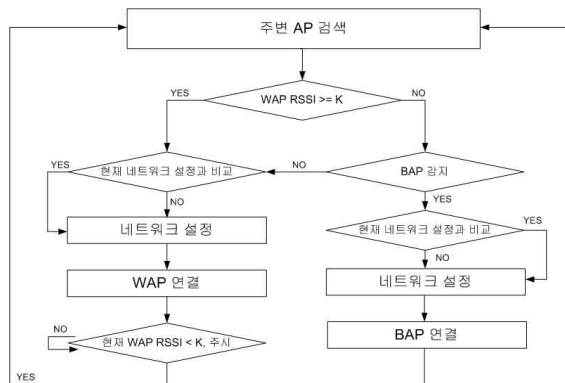 주변 AP 검색
WAP RSSI >= K
YES
NO
현재 네트워크 설정과 비교
YES
NO
BAP 감지
NO
YES
네트워크 설정
현재 네트워크 설정과 비교
YES
NO
WAP 연결
네트워크 설정
현재 WAP RSSI < K, 주시
NO
BAP 연결
YES